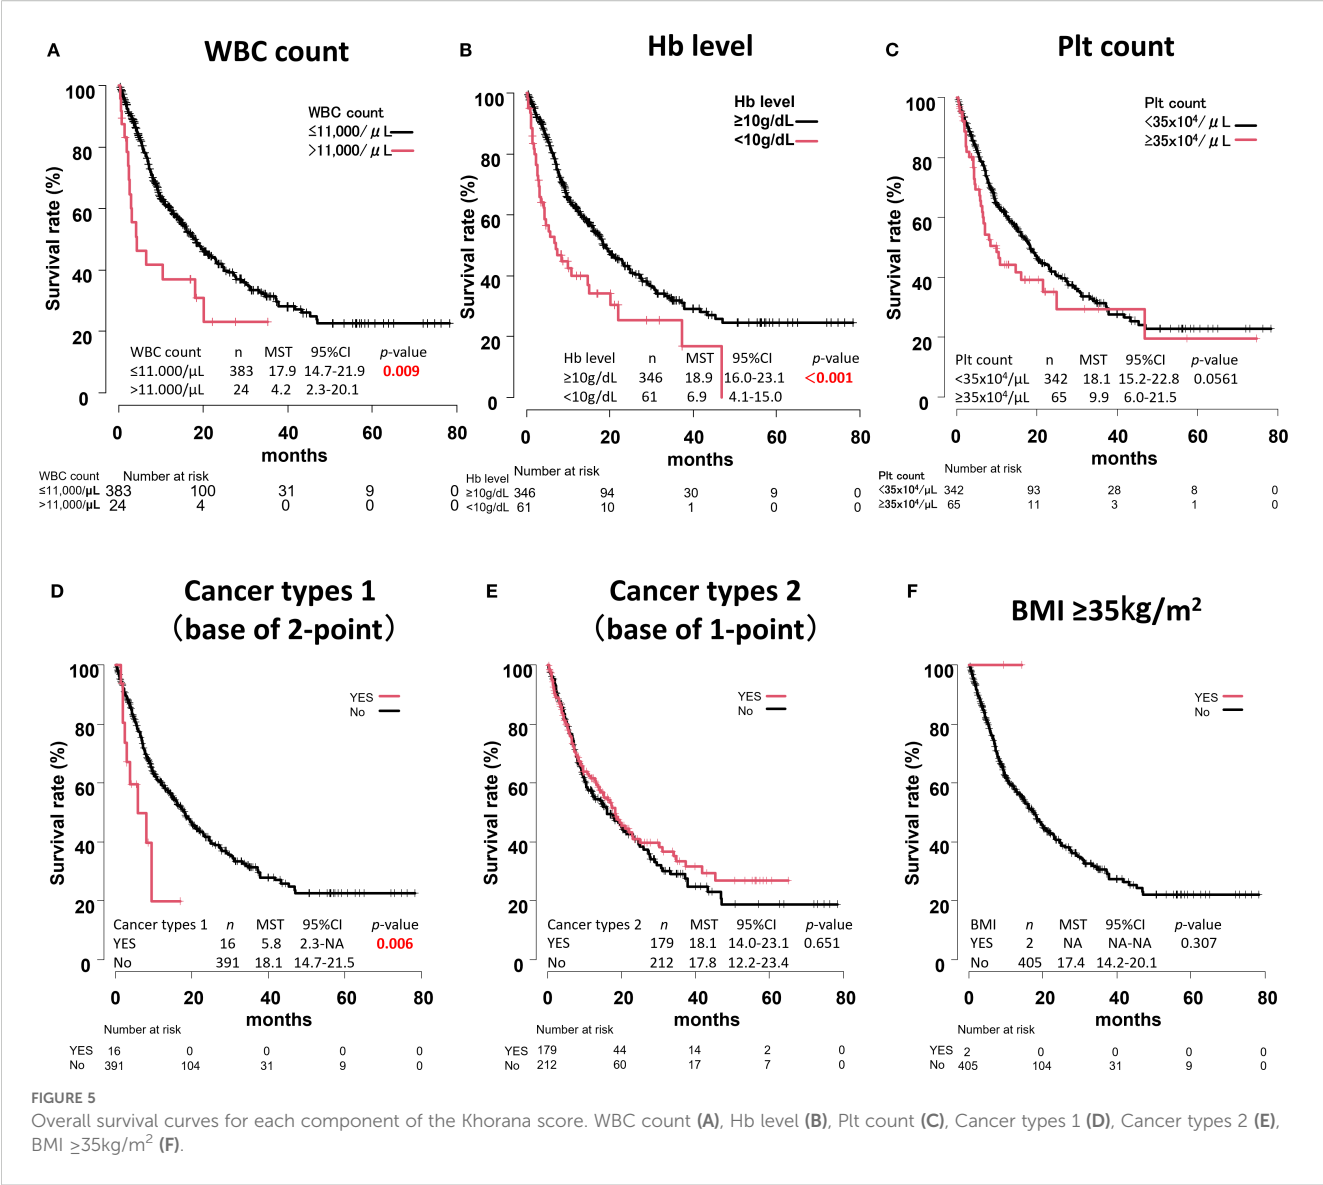 A
WBC count
WBC count
≤11,000/μL
>11,000/μL
Survival rate (%)
100
80
60
40
20
0
WBC count n MST 95%CI p-value
≤11.000/μL 383 17.9 14.7-21.9 0.009
>11.000/μL 24 4.2 2.3-20.1
0 20 40 60 80
months
WBC count Number at risk
≤11,000/μL 383 100 31 9 0
>11,000/μL 24 4 0 0 0
B
Hb level
Hb level
≥10g/dL
<10g/dL
Survival rate (%)
100
80
60
40
20
0
Hb level n MST 95%CI p-value
≥10g/dL 346 18.9 16.0-23.1 <0.001
<10g/dL 61 6.9 4.1-15.0
0 20 40 60 80
months
Hb level Number at risk
≥10g/dL 346 94 30 9 0
<10g/dL 61 10 1 0 0
C
Plt count
Plt count
<35x10⁴/μL
≥35x10⁴/μL
Survival rate (%)
100
80
60
40
20
0
Plt count n MST 95%CI p-value
<35x10⁴/μL 342 18.1 15.2-22.8 0.0561
≥35x10⁴/μL 65 9.9 6.0-21.5
0 20 40 60 80
months
Plt count Number at risk
<35x10⁴/μL 342 93 28 8 0
≥35x10⁴/μL 65 11 3 1 0
D
Cancer types 1
（base of 2-point）
YES
No
Survival rate (%)
100
80
60
40
20
0
Cancer types 1 n MST 95%CI p-value
YES 16 5.8 2.3-NA 0.006
No 391 18.1 14.7-21.5
0 20 40 60 80
months
Number at risk
YES 16 0 0 0 0
No 391 104 31 9 0
E
Cancer types 2
（base of 1-point）
YES
No
Survival rate (%)
100
80
60
40
20
0
Cancer types 2 n MST 95%CI p-value
YES 179 18.1 14.0-23.1 0.651
No 212 17.8 12.2-23.4
0 20 40 60 80
months
Number at risk
YES 179 44 14 2 0
No 212 60 17 7 0
F
BMI ≥35kg/m²
YES
No
Survival rate (%)
100
80
60
40
20
0
BMI n MST 95%CI p-value
YES 2 NA NA-NA 0.307
No 405 17.4 14.2-20.1
0 20 40 60 80
months
Number at risk
YES 2 0 0 0 0
No 405 104 31 9 0
FIGURE 5
Overall survival curves for each component of the Khorana score. WBC count (A), Hb level (B), Plt count (C), Cancer types 1 (D), Cancer types 2 (E),
BMI ≥35kg/m² (F).